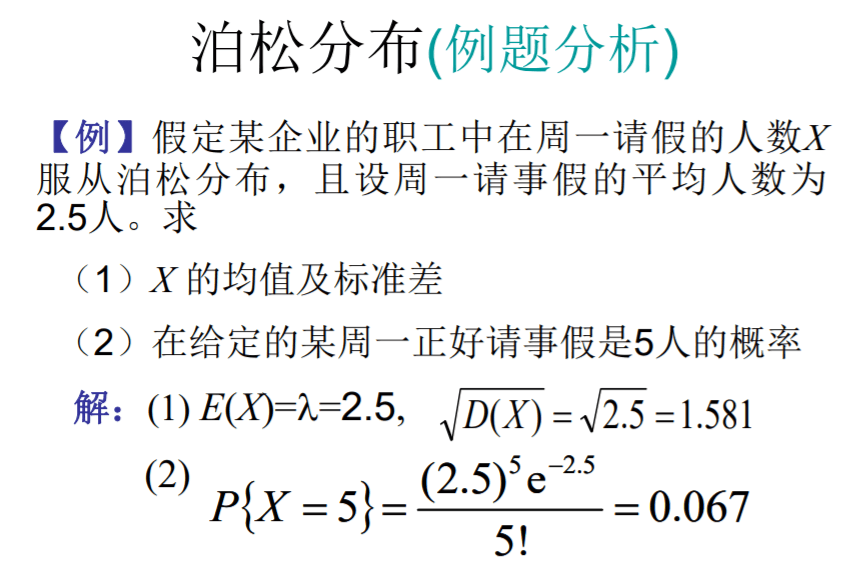 泊松分布(例题分析)
【例】假定某企业的职工中在周一请假的人数X
服从泊松分布，且设周一请事假的平均人数为
2.5人。求
（1）X 的均值及标准差
（2）在给定的某周一正好请事假是5人的概率
解：(1) E(X)=λ=2.5, √D(X) = √2.5 = 1.581
(2) P{X = 5} = (2.5)⁵ e⁻²·⁵ / 5! = 0.067